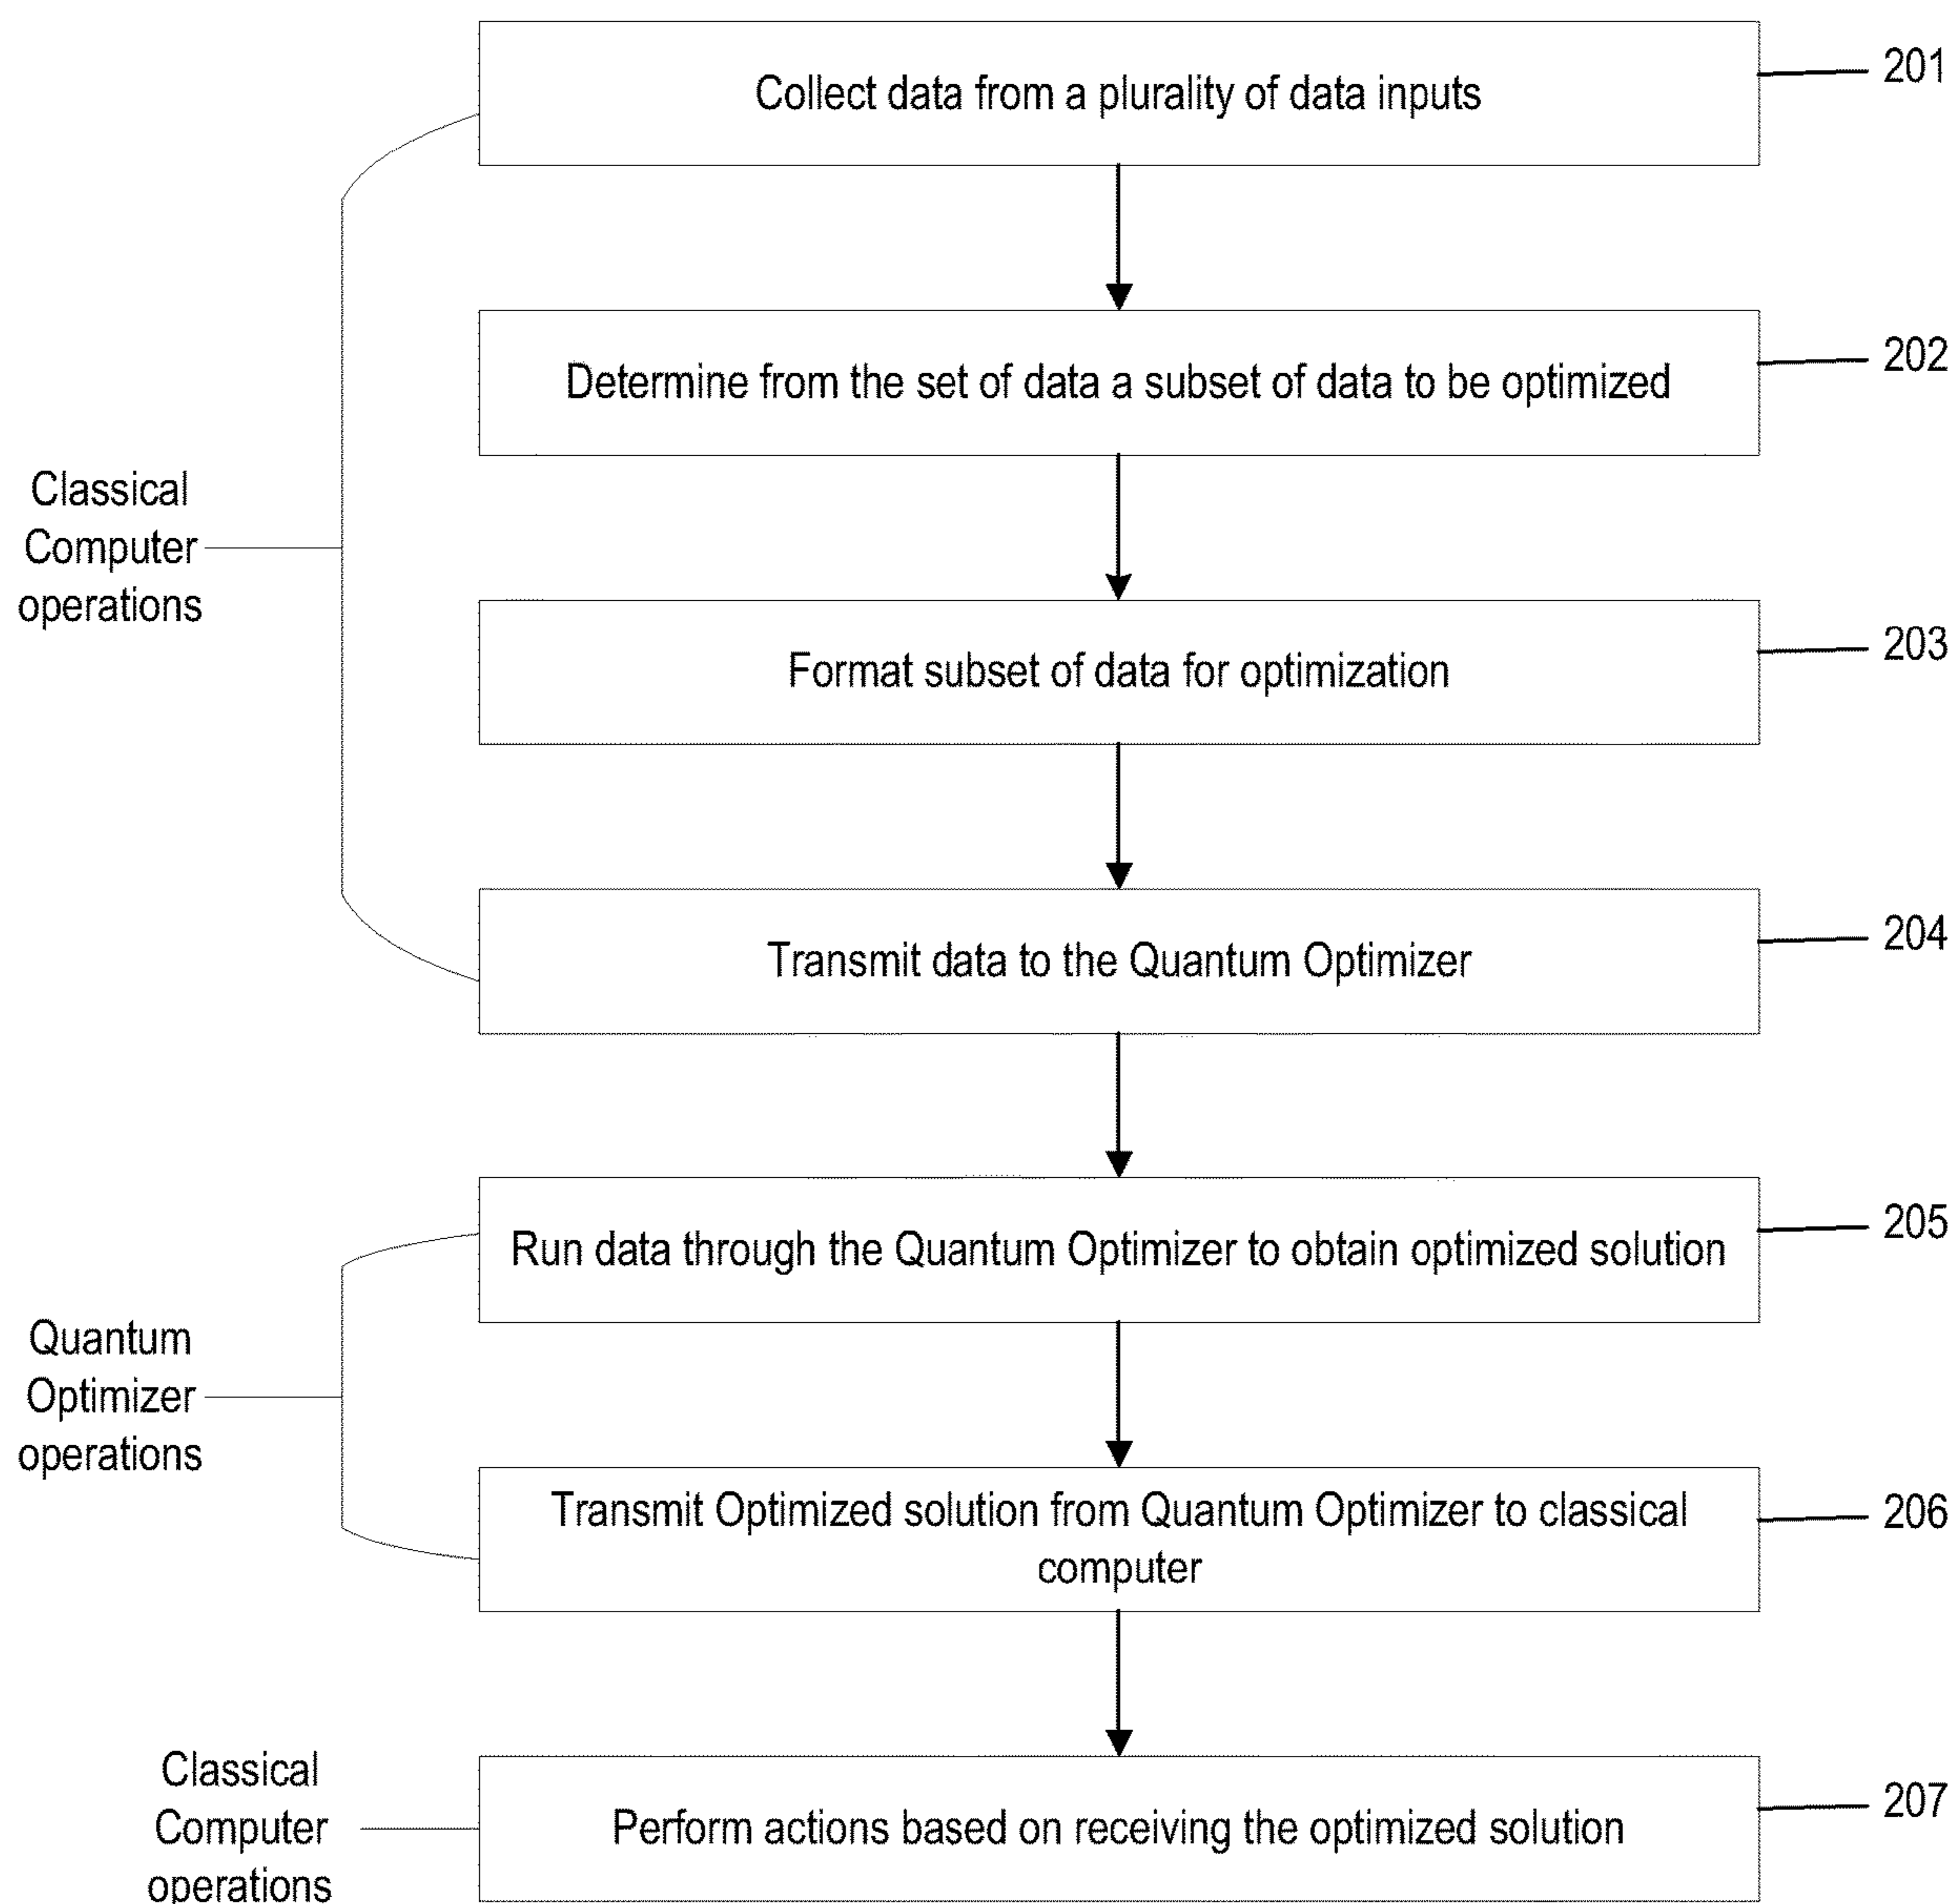 Collect data from a plurality of data inputs
201
Determine from the set of data a subset of data to be optimized
202
Classical
Computer
operations
Format subset of data for optimization
203
Transmit data to the Quantum Optimizer
204
Run data through the Quantum Optimizer to obtain optimized solution
205
Quantum
Optimizer
operations
Transmit Optimized solution from Quantum Optimizer to classical
computer
206
Classical
Computer
operations
Perform actions based on receiving the optimized solution
207